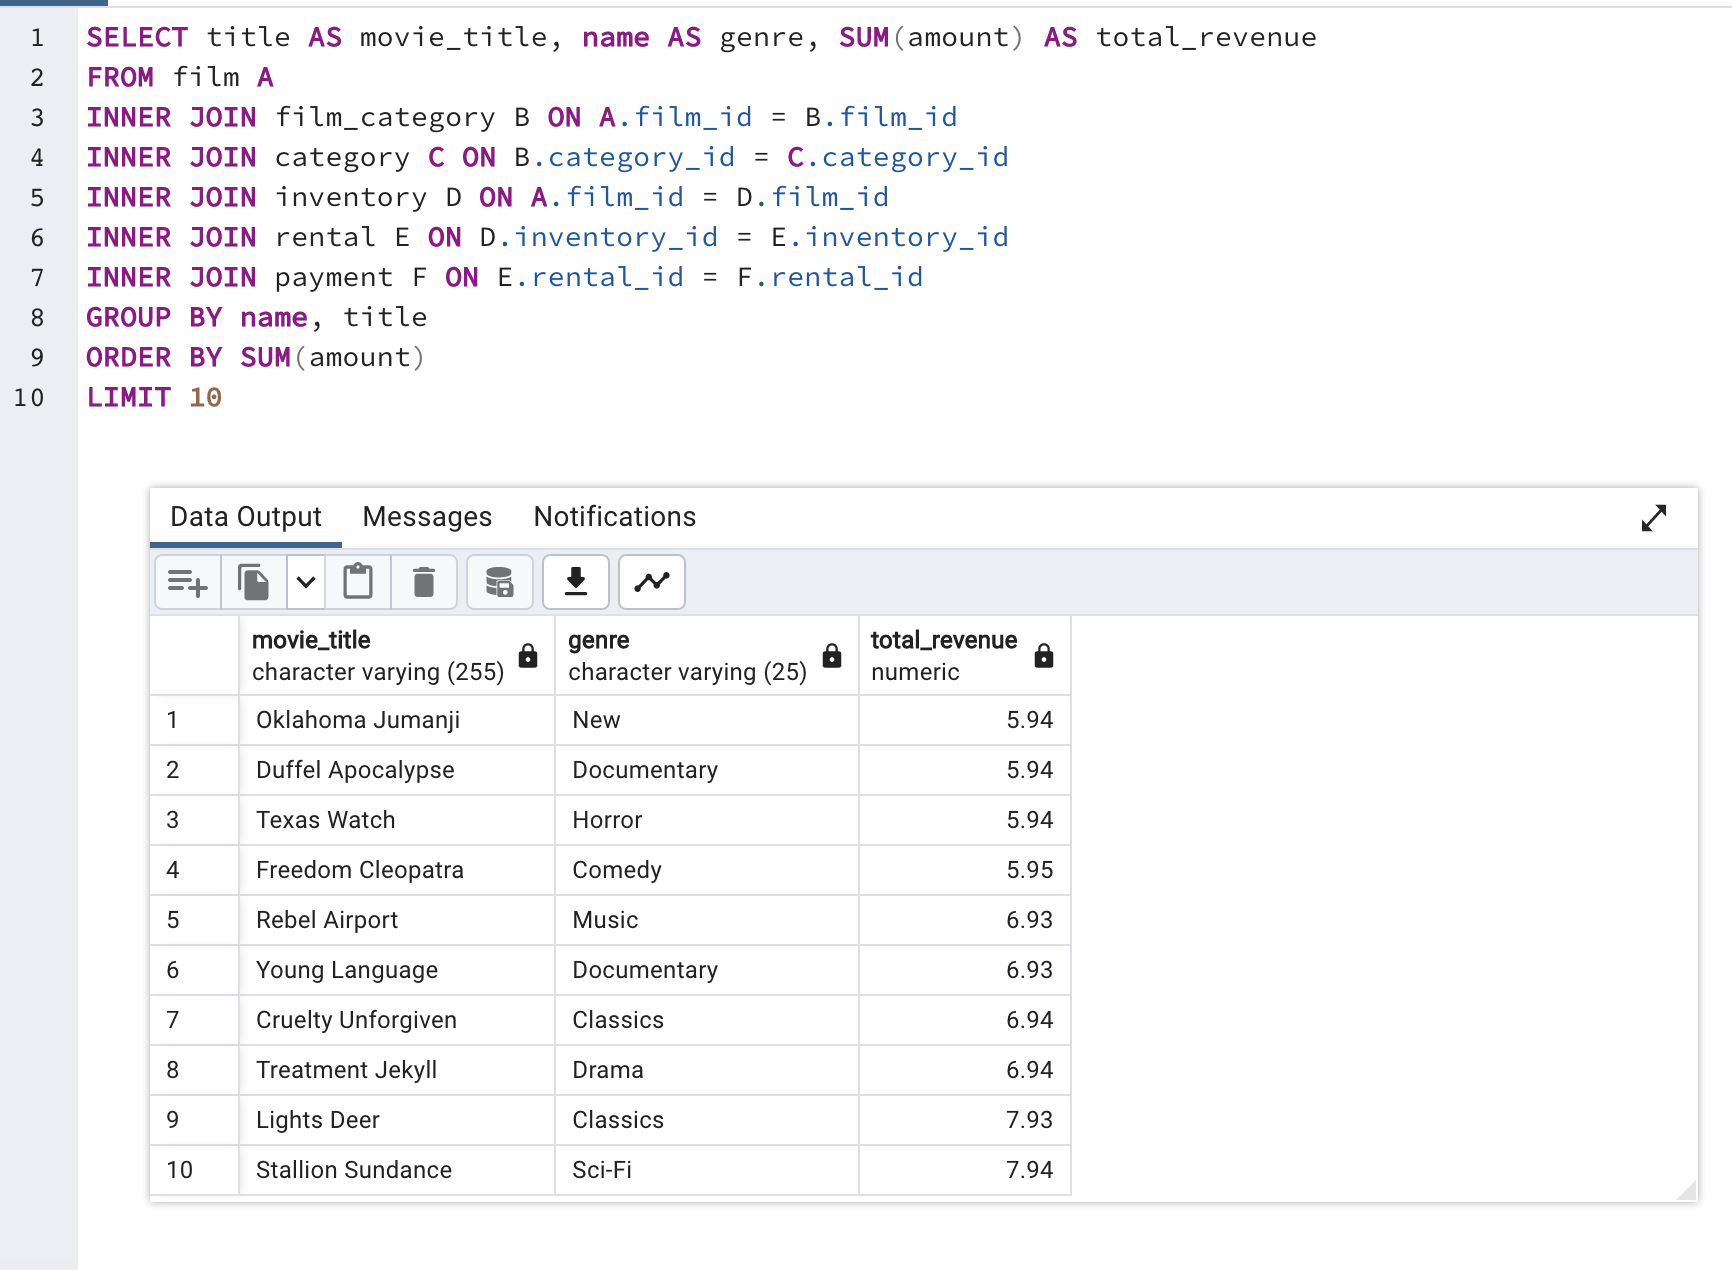 1 SELECT title AS movie_title, name AS genre, SUM(amount) AS total_revenue
2 FROM film A
3 INNER JOIN film_category B ON A.film_id = B.film_id
4 INNER JOIN category C ON B.category_id = C.category_id
5 INNER JOIN inventory D ON A.film_id = D.film_id
6 INNER JOIN rental E ON D.inventory_id = E.inventory_id
7 INNER JOIN payment F ON E.rental_id = F.rental_id
8 GROUP BY name, title
9 ORDER BY SUM(amount)
10 LIMIT 10
Data Output Messages Notifications
movie_title genre total_revenue
character varying (255) character varying (25) numeric
1 Oklahoma Jumanji New 5.94
2 Duffel Apocalypse Documentary 5.94
3 Texas Watch Horror 5.94
4 Freedom Cleopatra Comedy 5.95
5 Rebel Airport Music 6.93
6 Young Language Documentary 6.93
7 Cruelty Unforgiven Classics 6.94
8 Treatment Jekyll Drama 6.94
9 Lights Deer Classics 7.93
10 Stallion Sundance Sci-Fi 7.94